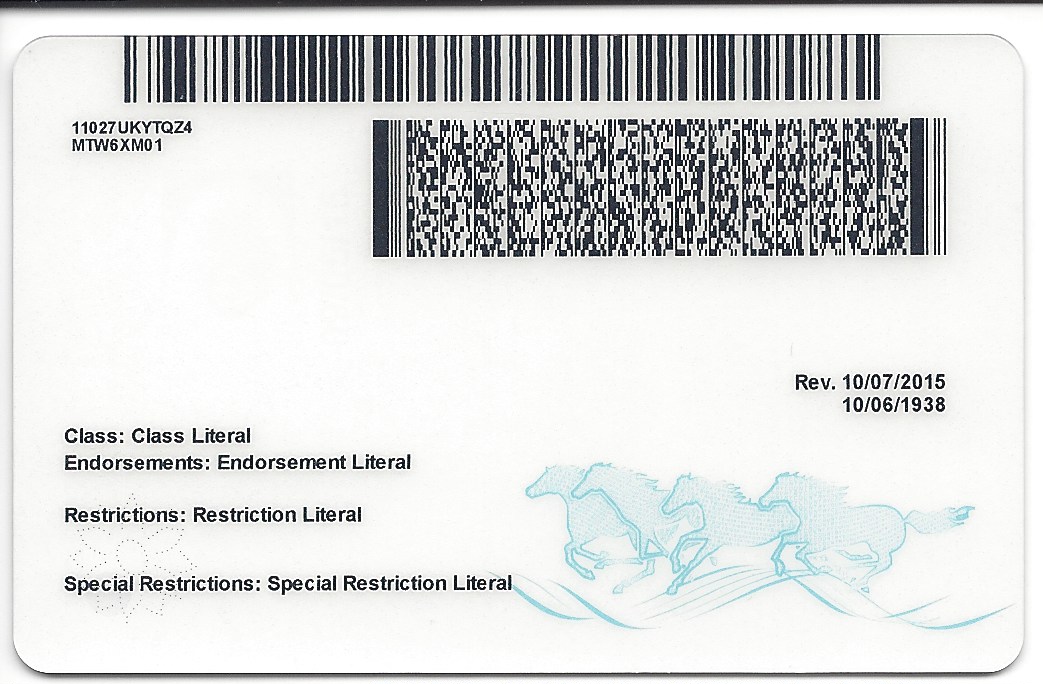 11027UKYTQZ4
MTW6XM01
Rev. 10/07/2015
10/06/1938
Class: Class Literal
Endorsements: Endorsement Literal
Restrictions: Restriction Literal
Special Restrictions: Special Restriction Literal